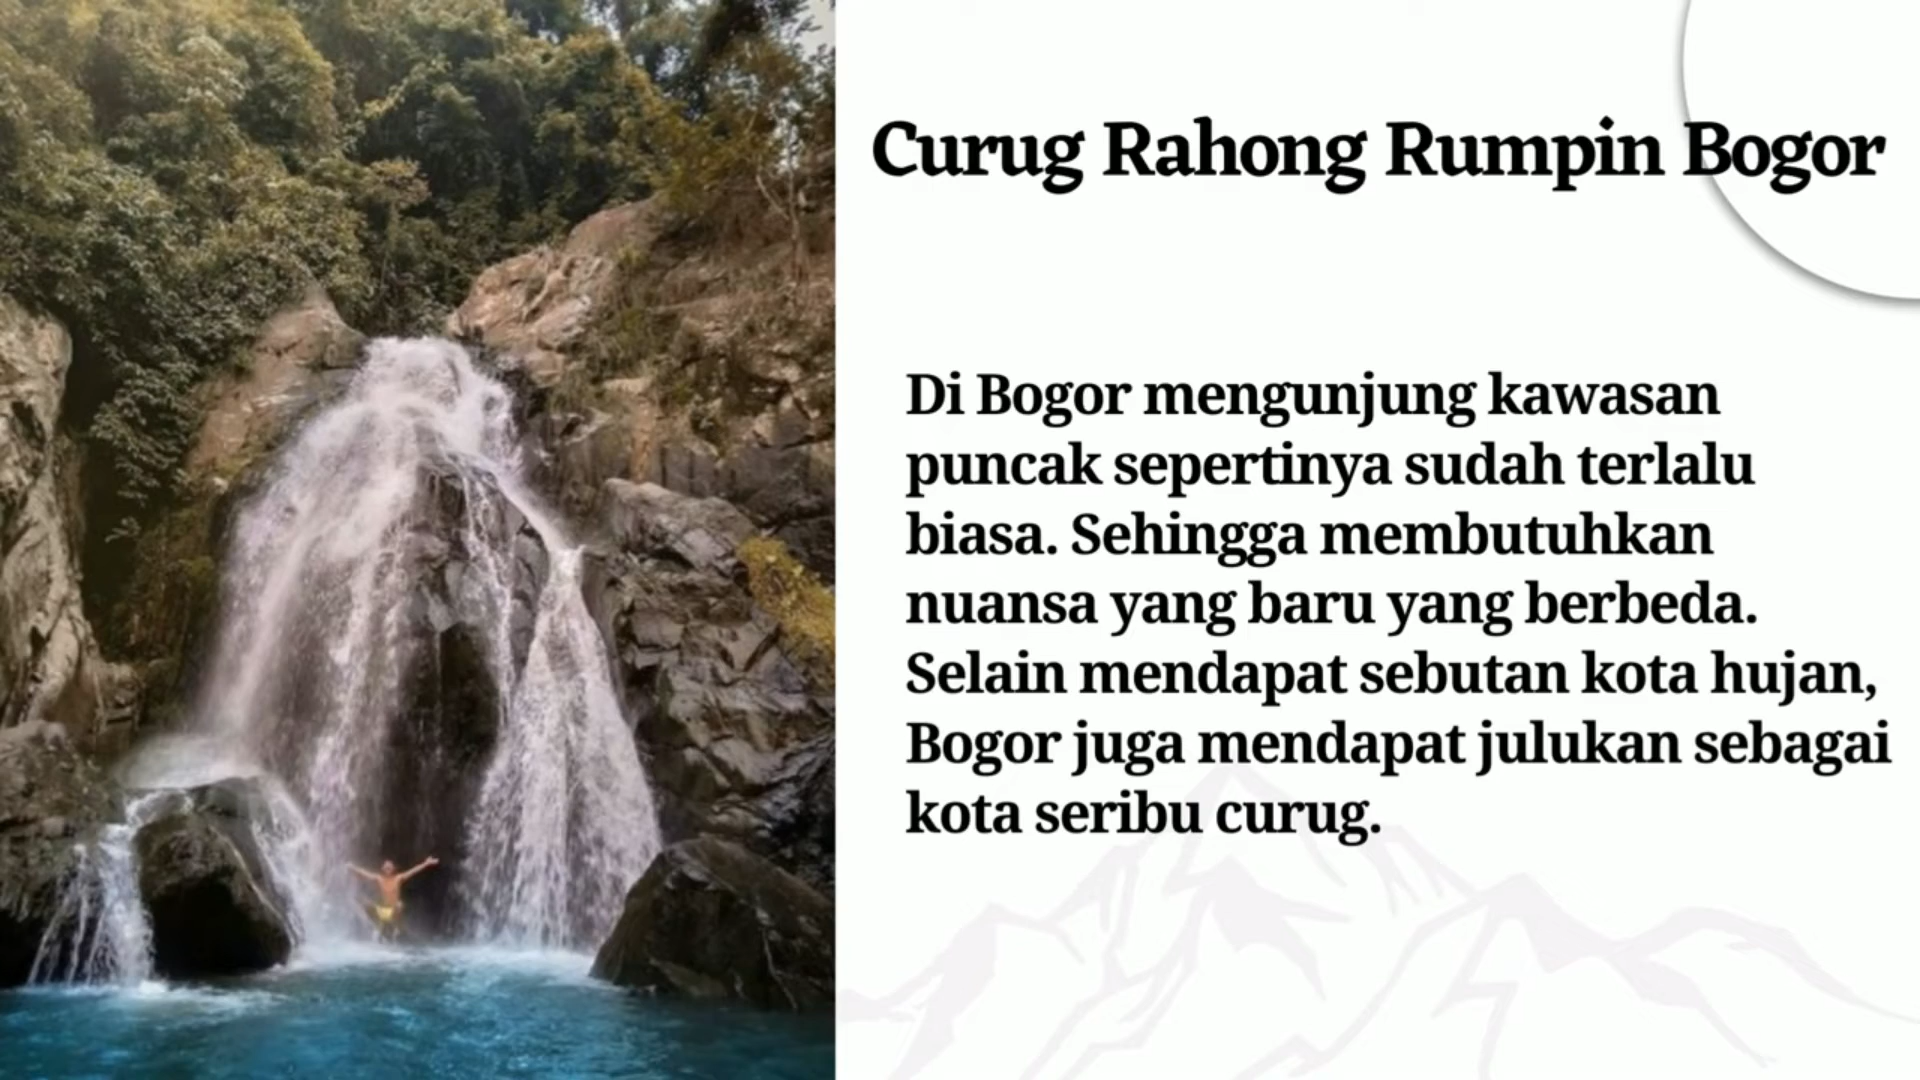 Curug Rahong Rumpin Bogor
Di Bogor mengunjung kawasan
puncak sepertinya sudah terlalu
biasa. Sehingga membutuhkan
nuansa yang baru yang berbeda.
Selain mendapat sebutan kota hujan,
Bogor juga mendapat julukan sebagai
kota seribu curug.